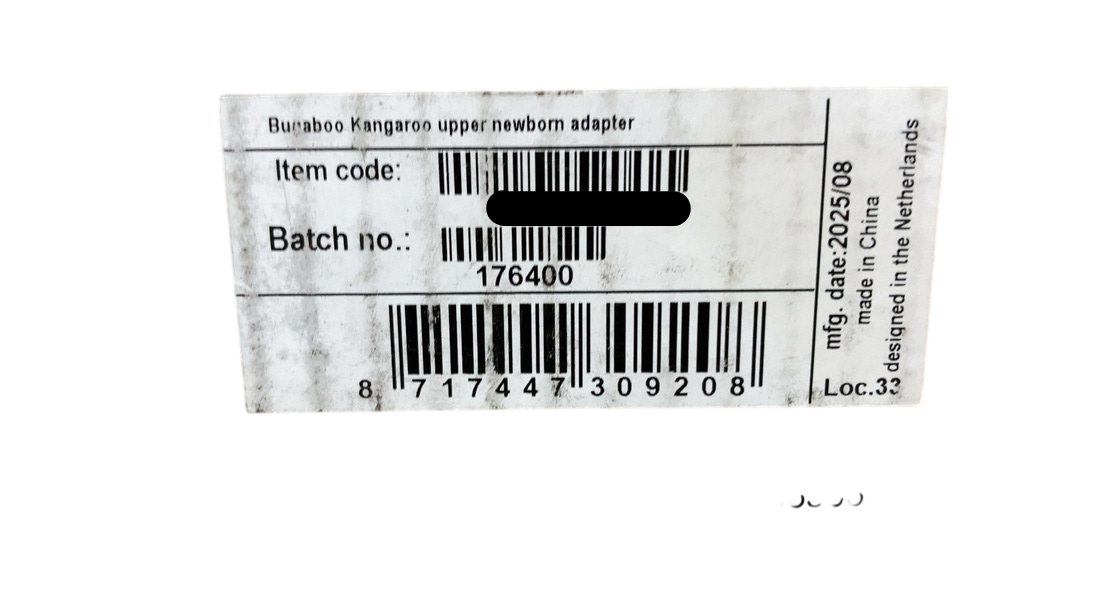 Bugaboo Kangaroo upper newborn adapter
Item code:
Batch no.:
176400
8 717447 309208
mfg. date:2025/08
made in China
designed in the Netherlands
Loc.33